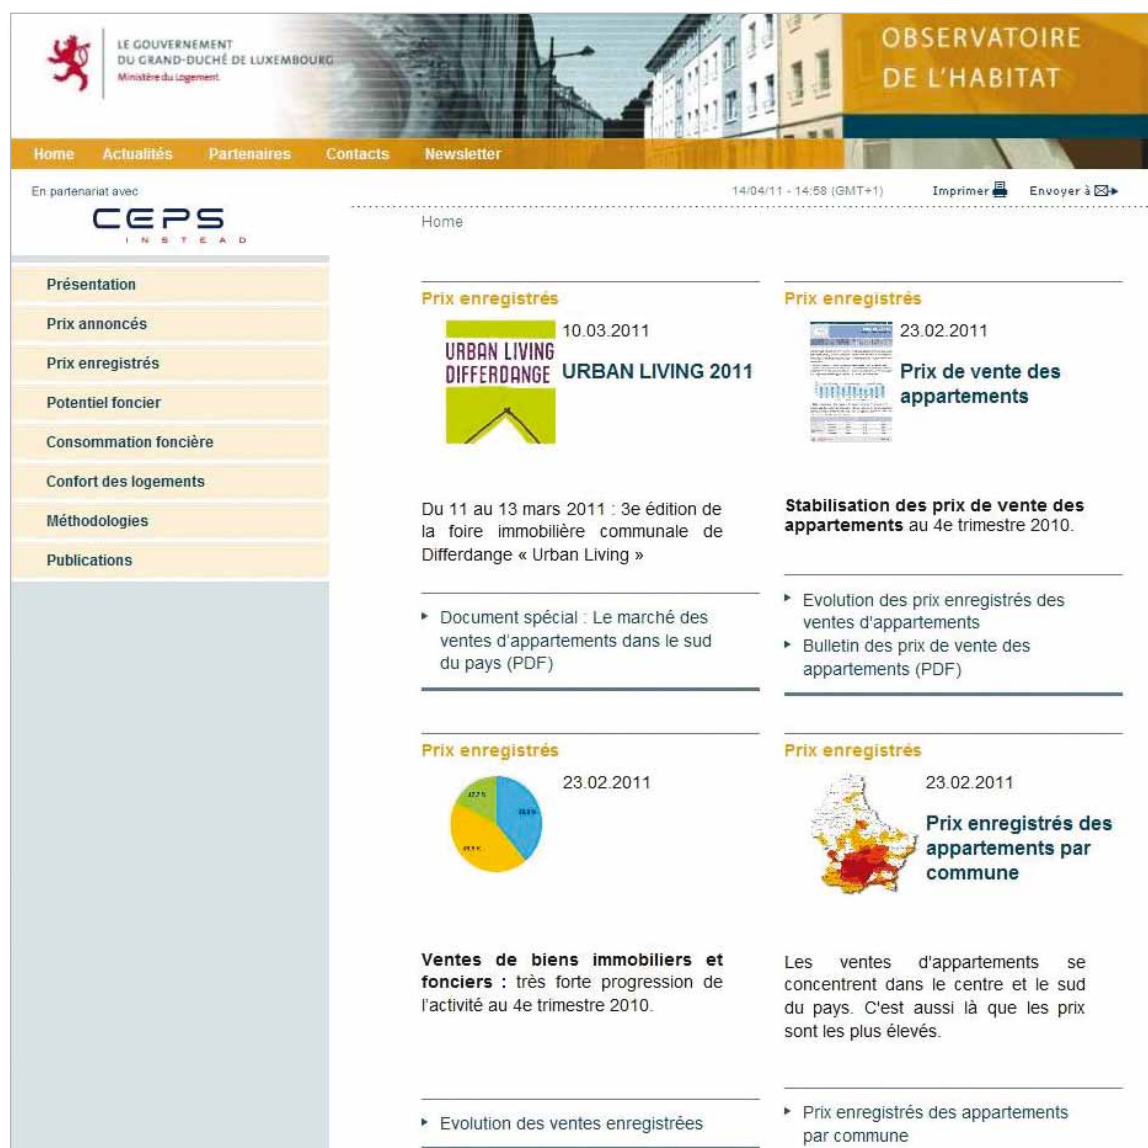 LE GOUVERNEMENT
DU GRAND-DUCHÉ DE LUXEMBOURG
Ministère du Logement
OBSERVATOIRE
DE L'HABITAT
Home Actualités Partenaires Contacts Newsletter
En partenariat avec
CEPS
INSTEAD
14/04/11 - 14:58 (GMT+1) Imprimer Envoyer à
Home
Présentation
Prix annoncés
Prix enregistrés
Potentiel foncier
Consommation foncière
Confort des logements
Méthodologies
Publications
Prix enregistrés
10.03.2011
URBAN LIVING
DIFFERDANGE
URBAN LIVING 2011
Du 11 au 13 mars 2011 : 3e édition de
la foire immobilière communale de
Differdange « Urban Living »
Document spécial : Le marché des
ventes d'appartements dans le sud
du pays (PDF)
Prix enregistrés
23.02.2011
Prix de vente des
appartements
Stabilisation des prix de vente des
appartements au 4e trimestre 2010.
Evolution des prix enregistrés des
ventes d'appartements
Bulletin des prix de vente des
appartements (PDF)
Prix enregistrés
23.02.2011
Ventes de biens immobiliers et
fonciers : très forte progression de
l'activité au 4e trimestre 2010.
Evolution des ventes enregistrées
Prix enregistrés
23.02.2011
Prix enregistrés des
appartements par
commune
Les ventes d'appartements se
concentrent dans le centre et le sud
du pays. C'est aussi là que les prix
sont les plus élevés.
Prix enregistrés des appartements
par commune